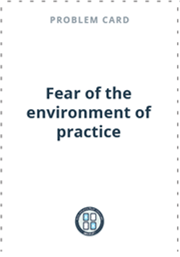 PROBLEM CARD
Fear of the
environment of
practice